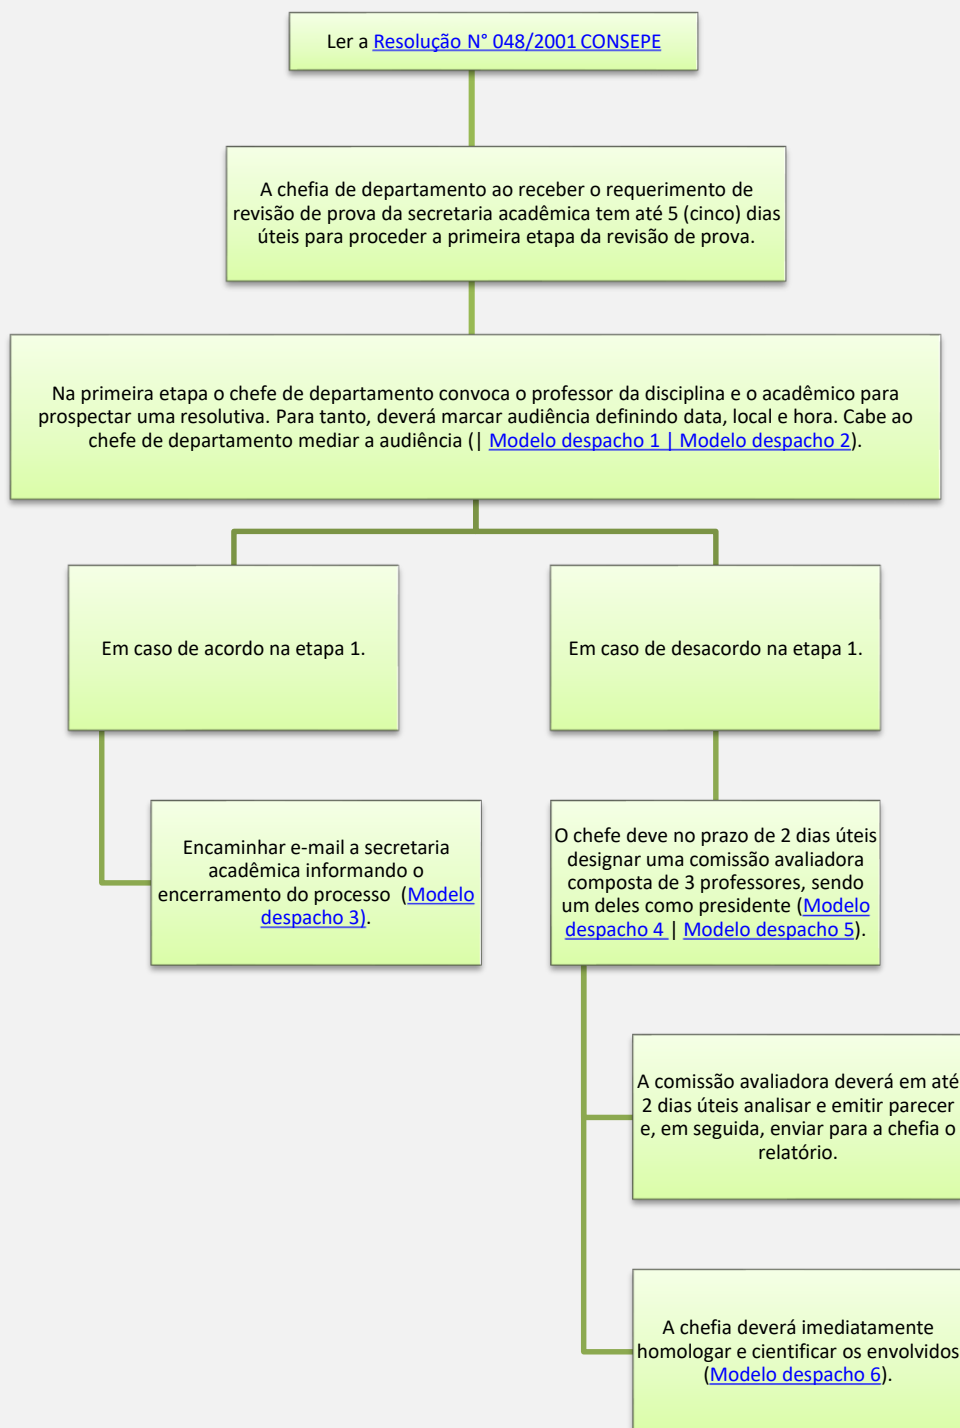 Ler a Resolução N° 048/2001 CONSEPE
A chefia de departamento ao receber o requerimento de
revisão de prova da secretaria acadêmica tem até 5 (cinco) dias
úteis para proceder a primeira etapa da revisão de prova.
Na primeira etapa o chefe de departamento convoca o professor da disciplina e o acadêmico para
prospectar uma resolutiva. Para tanto, deverá marcar audiência definindo data, local e hora. Cabe ao
chefe de departamento mediar a audiência (| Modelo despacho 1 | Modelo despacho 2).
Em caso de acordo na etapa 1.
Encaminhar e-mail a secretaria
acadêmica informando o
encerramento do processo (Modelo
despacho 3).
Em caso de desacordo na etapa 1.
O chefe deve no prazo de 2 dias úteis
designar uma comissão avaliadora
composta de 3 professores, sendo
um deles como presidente (Modelo
despacho 4 | Modelo despacho 5).
A comissão avaliadora deverá em até
2 dias úteis analisar e emitir parecer
e, em seguida, enviar para a chefia o
relatório.
A chefia deverá imediatamente
homologar e cientificar os envolvidos
(Modelo despacho 6).